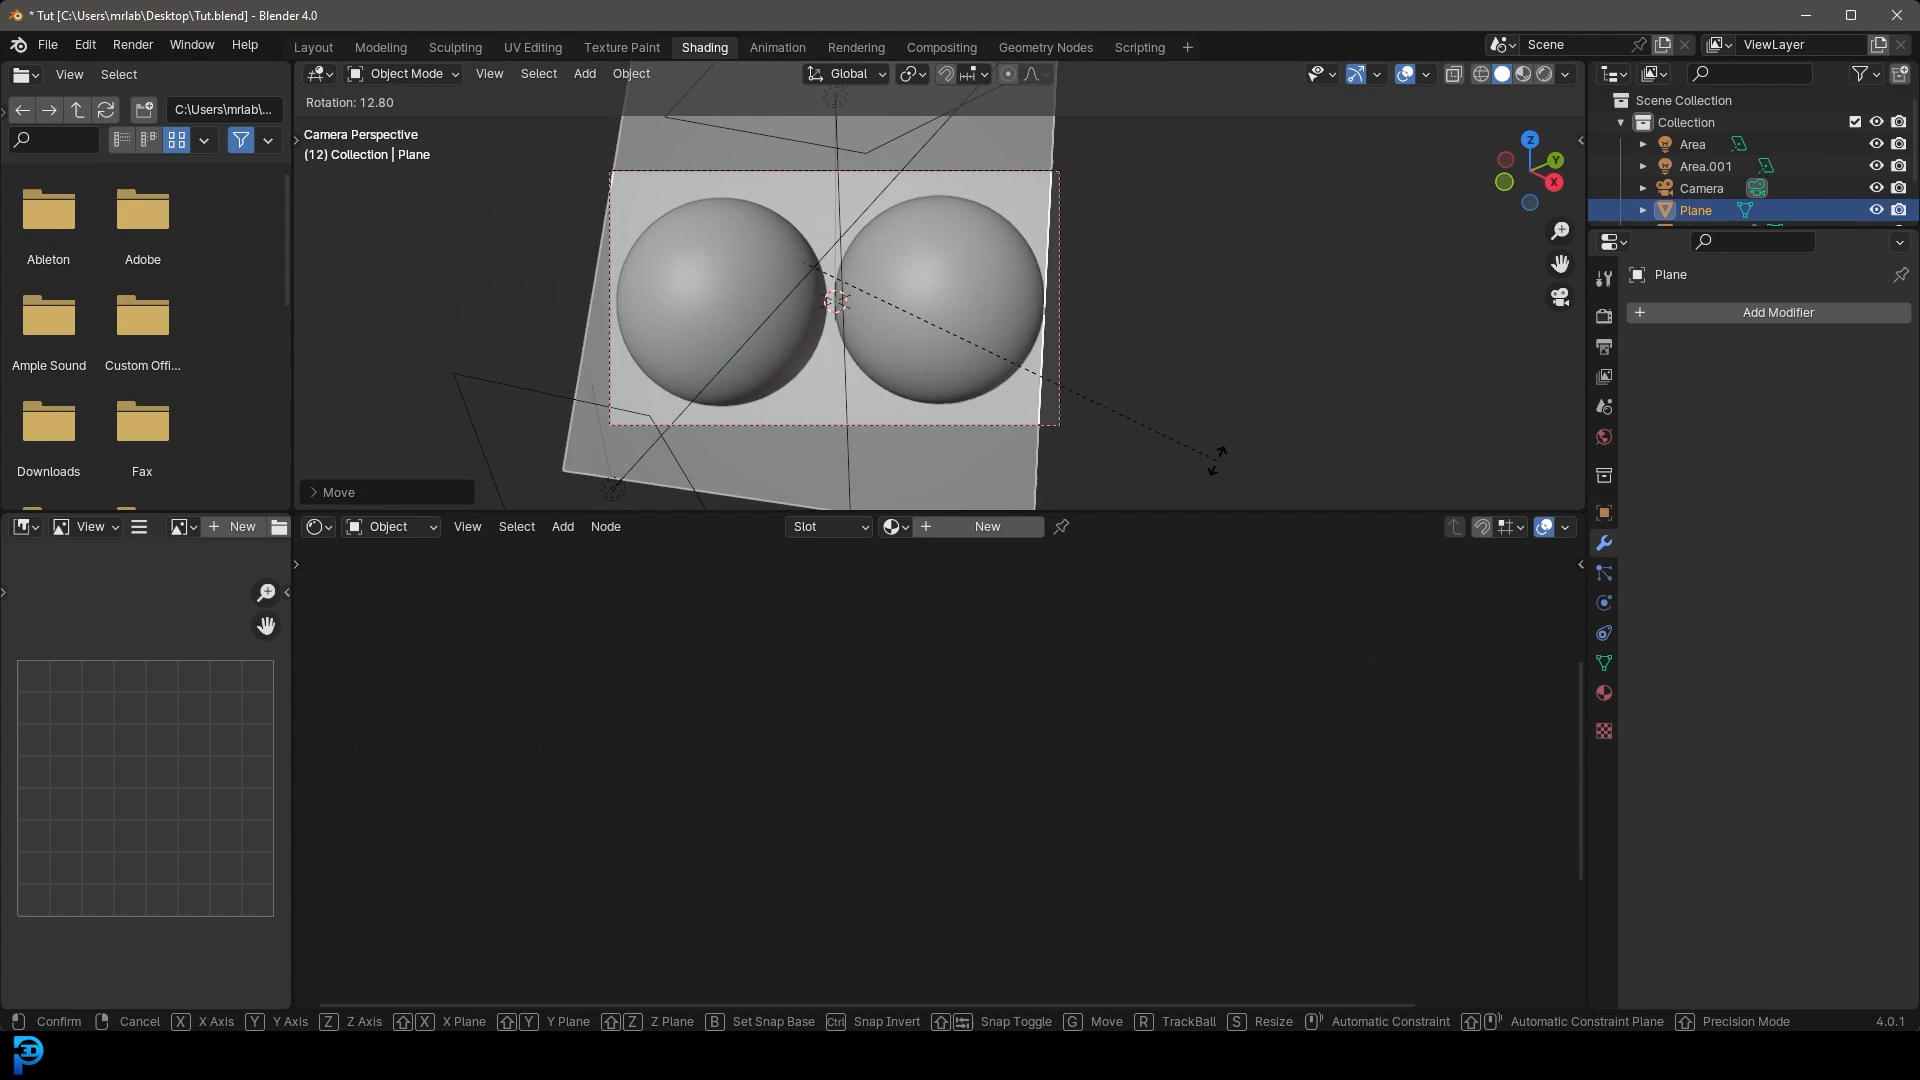 * Tut [C:\Users\mrlab\Desktop\Tut.blend] - Blender 4.0
File Edit Render Window Help
Layout Modeling Sculpting UV Editing Texture Paint Shading Animation Rendering Compositing Geometry Nodes Scripting +
Scene
ViewLayer
View Select
Object Mode View Select Add Object
Global
C:\Users\mrlab\...
Rotation: 12.80
Camera Perspective
(12) Collection | Plane
Z
Y
X
Scene Collection
Collection
Area
Area.001
Camera
Plane
Plane
+ Add Modifier
Ableton
Adobe
Ample Sound
Custom Offi...
Downloads
Fax
> Move
View
+ New
Object View Select Add Node
Slot
+ New
Confirm Cancel X X Axis Y Y Axis Z Z Axis X X Plane Y Y Plane Z Z Plane B Set Snap Base Ctrl Snap Invert Snap Toggle G Move R TrackBall S Resize Automatic Constraint Automatic Constraint Plane Precision Mode 4.0.1
3D